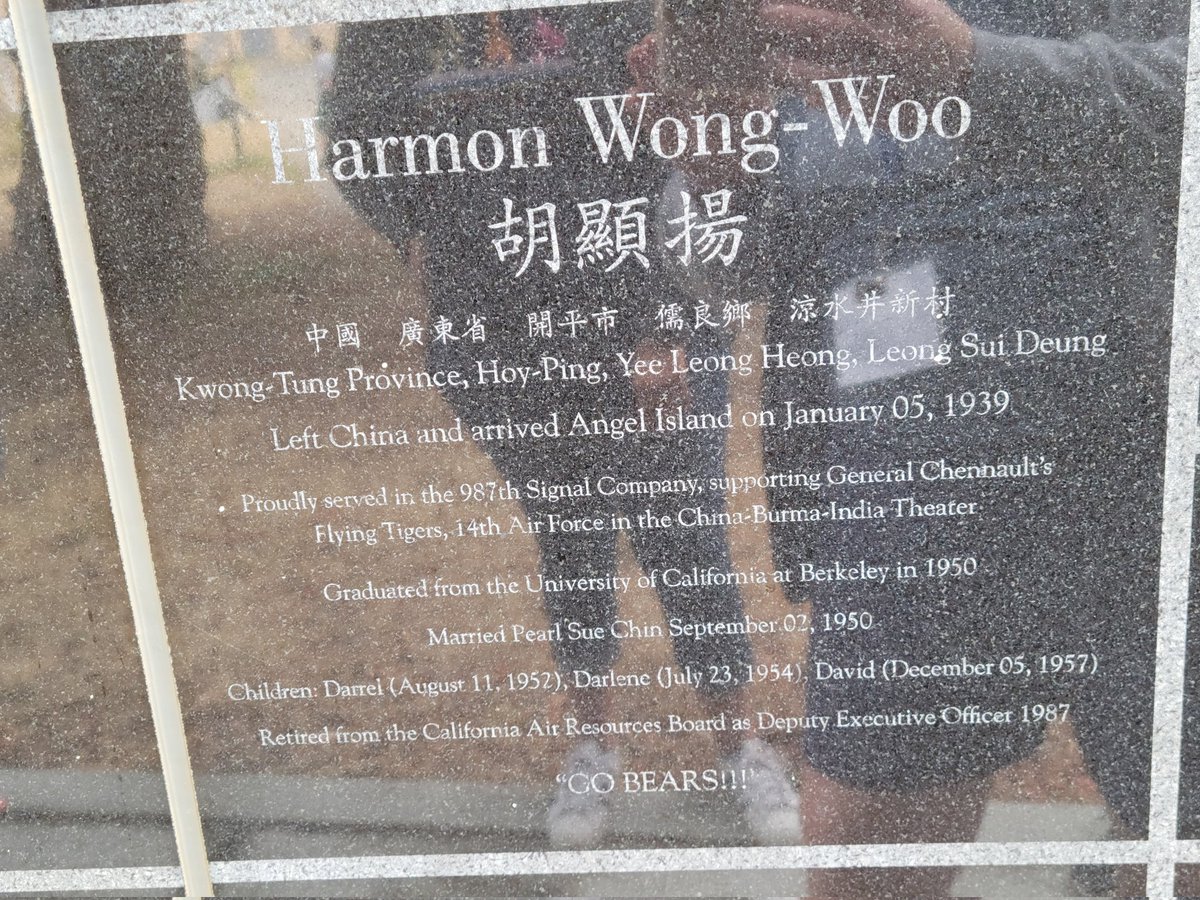 Harmon Wong-Woo
胡顯揚
中國 廣東省 開平市 儒良鄉 涼水井新村
Kwong-Tung Province, Hoy-Ping, Yee Leong Heong, Leong Sui Deung
Left China and arrived Angel Island on January 05, 1939
Proudly served in the 987th Signal Company, supporting General Chennault's
Flying Tigers, 14th Air Force in the China-Burma-India Theater
Graduated from the University of California at Berkeley in 1950
Married Pearl Sue Chin September 02, 1950
Children: Darrel (August 11, 1952), Darlene (July 23, 1954), David (December 05, 1957)
Retired from the California Air Resources Board as Deputy Executive Officer 1987
"GO BEARS!!!"